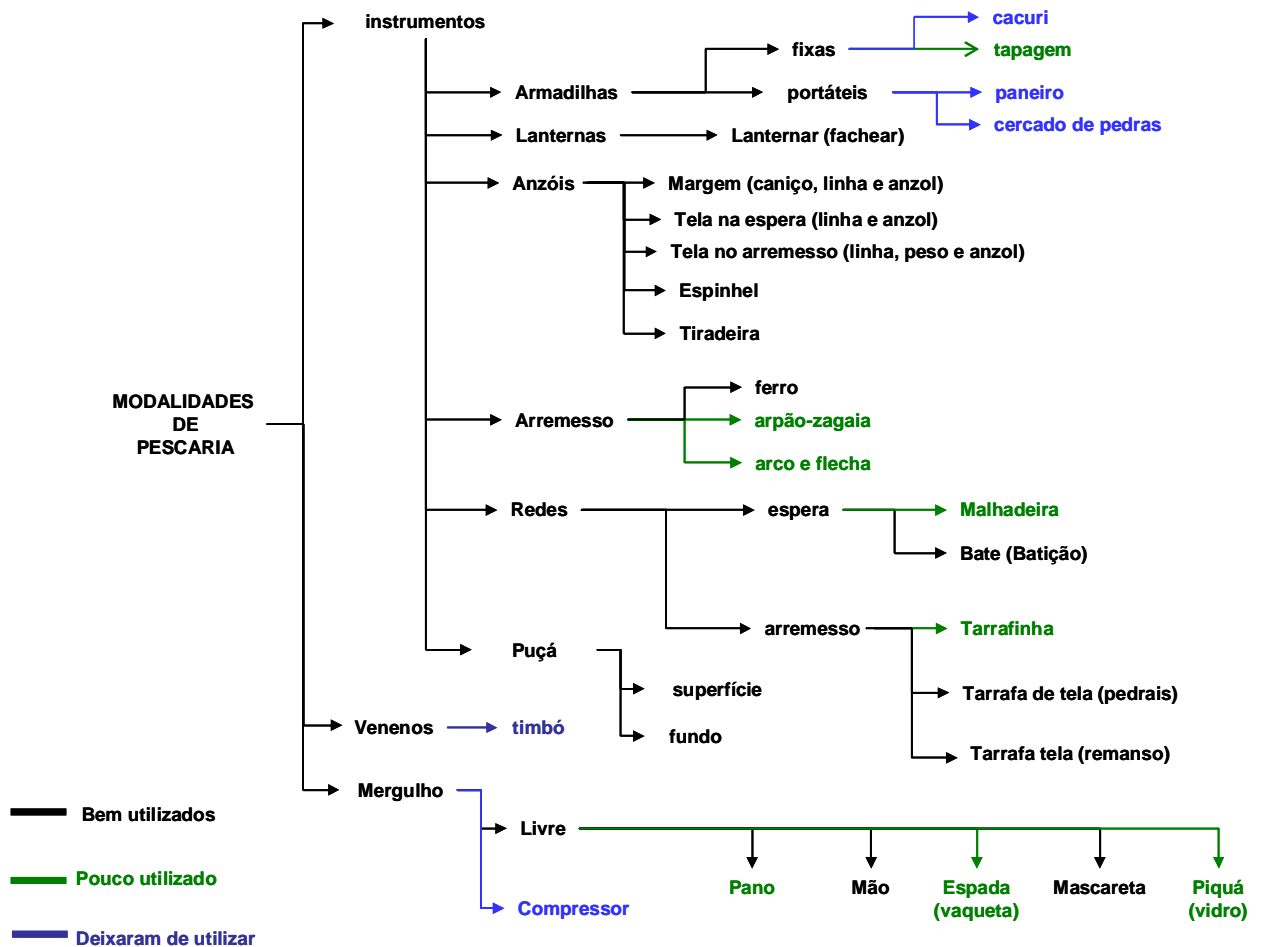 instrumentos
cacuri
fixas
tapagem
Armadilhas
portáteis
paneiro
cercado de pedras
Lanternas
Lanternar (fachear)
Anzóis
Margem (caniço, linha e anzol)
Tela na espera (linha e anzol)
Tela no arremesso (linha, peso e anzol)
Espinhel
Tiradeira
MODALIDADES
DE
PESCARIA
ferro
Arremesso
arpão-zagaia
arco e flecha
Redes
espera
Malhadeira
Bate (Batição)
arremesso
Tarrafinha
Tarrafa de tela (pedrais)
Tarrafa tela (remanso)
Puçá
superfície
fundo
Venenos
timbó
Mergulho
Livre
Pano
Mão
Espada
(vaqueta)
Mascareta
Piquá
(vidro)
Compressor
Bem utilizados
Pouco utilizado
Deixaram de utilizar